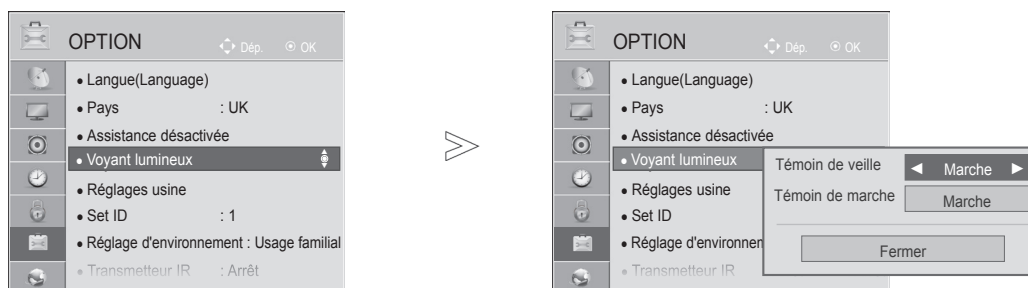 OPTION
Dép. OK
• Langue(Language)
• Pays : UK
• Assistance désactivée
• Voyant lumineux
• Réglages usine
• Set ID : 1
• Réglage d'environnement : Usage familial
• Transmetteur IR : Arrêt
OPTION
Dép. OK
• Langue(Language)
• Pays : UK
• Assistance désactivée
• Voyant lumineux
• Réglages usine
• Set ID
• Réglage d'environnem
• Transmetteur IR
Témoin de veille ◀ Marche ▶
Témoin de marche Marche
Fermer